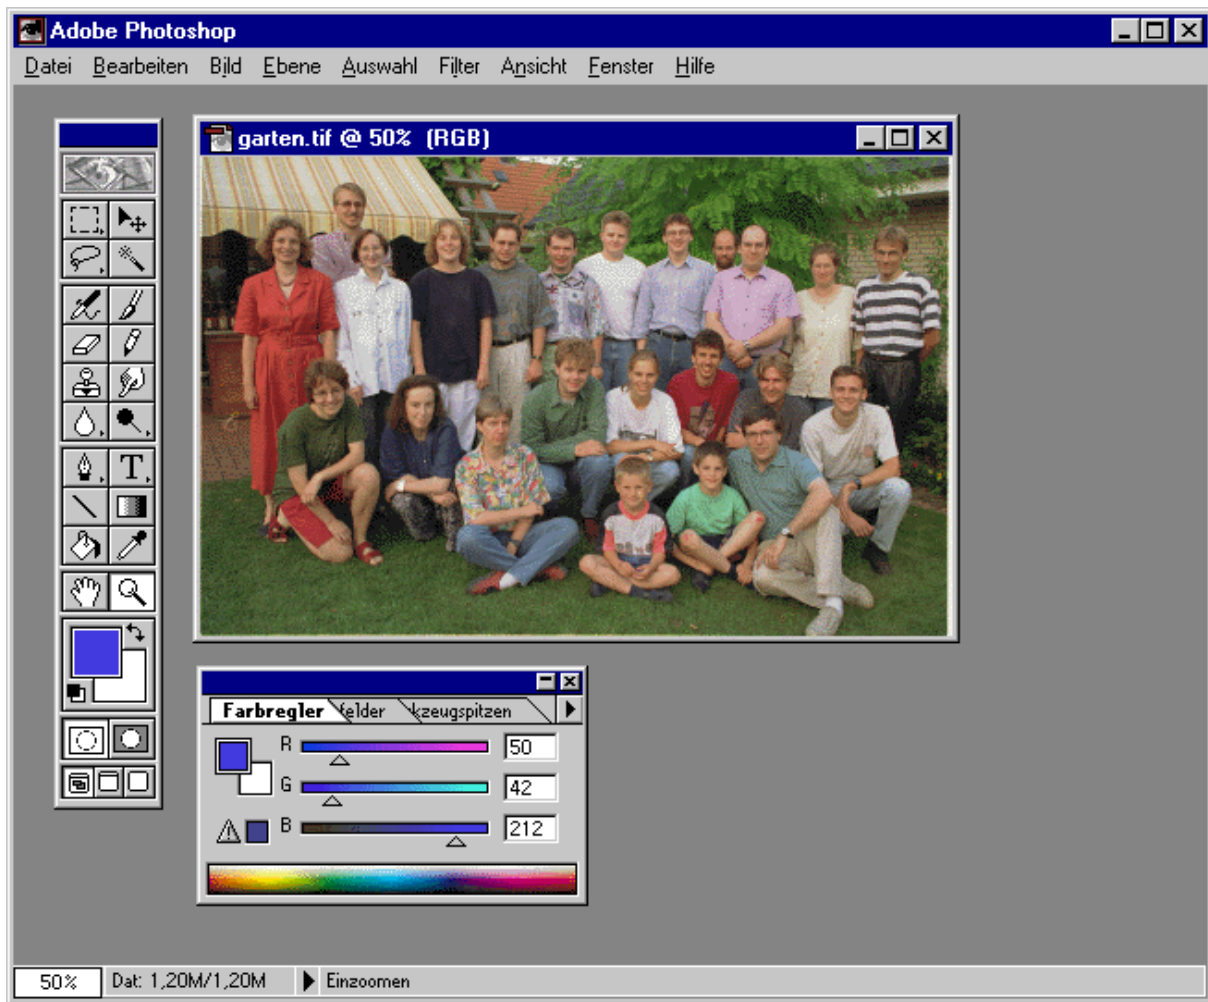 Adobe Photoshop
Datei Bearbeiten Bild Ebene Auswahl Filter Ansicht Fenster Hilfe
garten.tif @ 50% (RGB)
T
Farbregler felder kzeugspitzen
R 50
G 42
B 212
50% Dat: 1,20M/1,20M Einzoomen